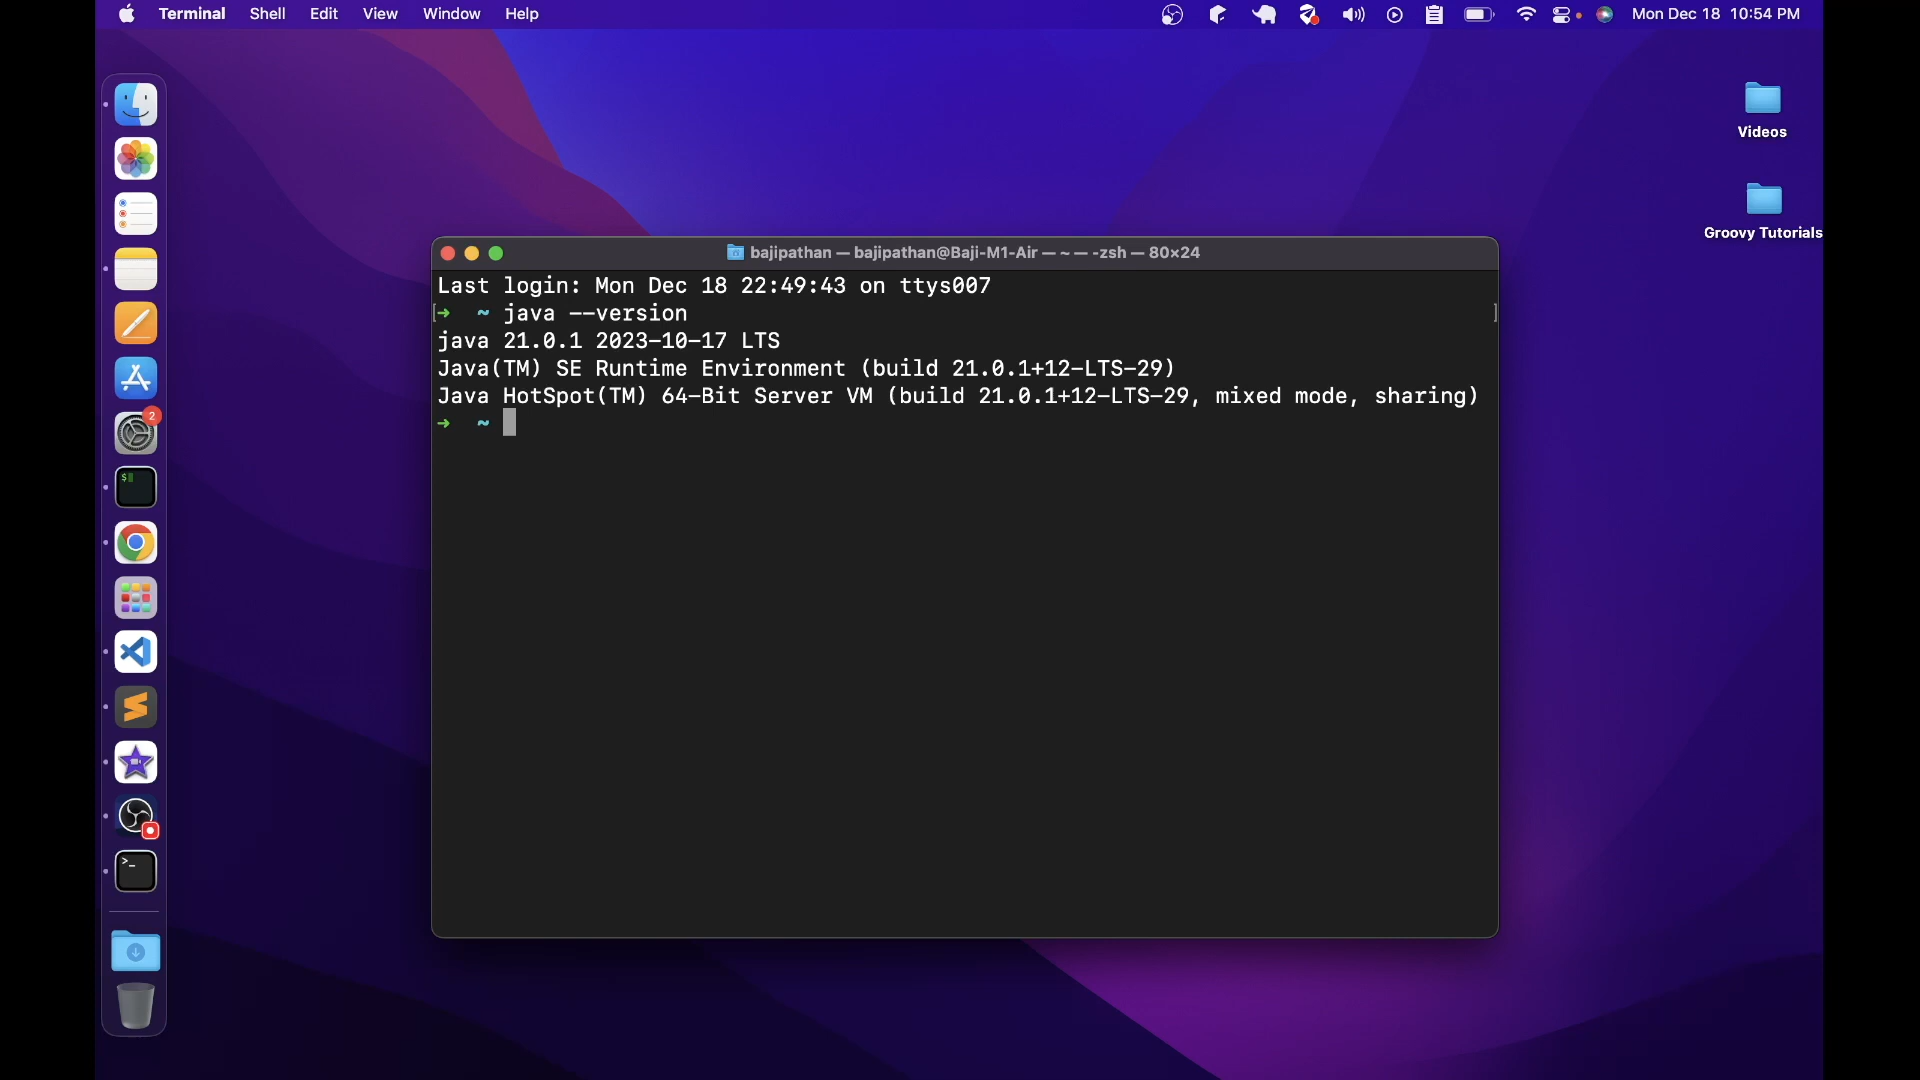 Terminal Shell Edit View Window Help Mon Dec 18 10:54 PM
Videos
Groovy Tutorials
bajipathan — bajipathan@Baji-M1-Air — ~ — -zsh — 80×24
Last login: Mon Dec 18 22:49:43 on ttys007
[➜ ~ java --version ]
java 21.0.1 2023-10-17 LTS
Java(TM) SE Runtime Environment (build 21.0.1+12-LTS-29)
Java HotSpot(TM) 64-Bit Server VM (build 21.0.1+12-LTS-29, mixed mode, sharing)
➜ ~
2
$
>_